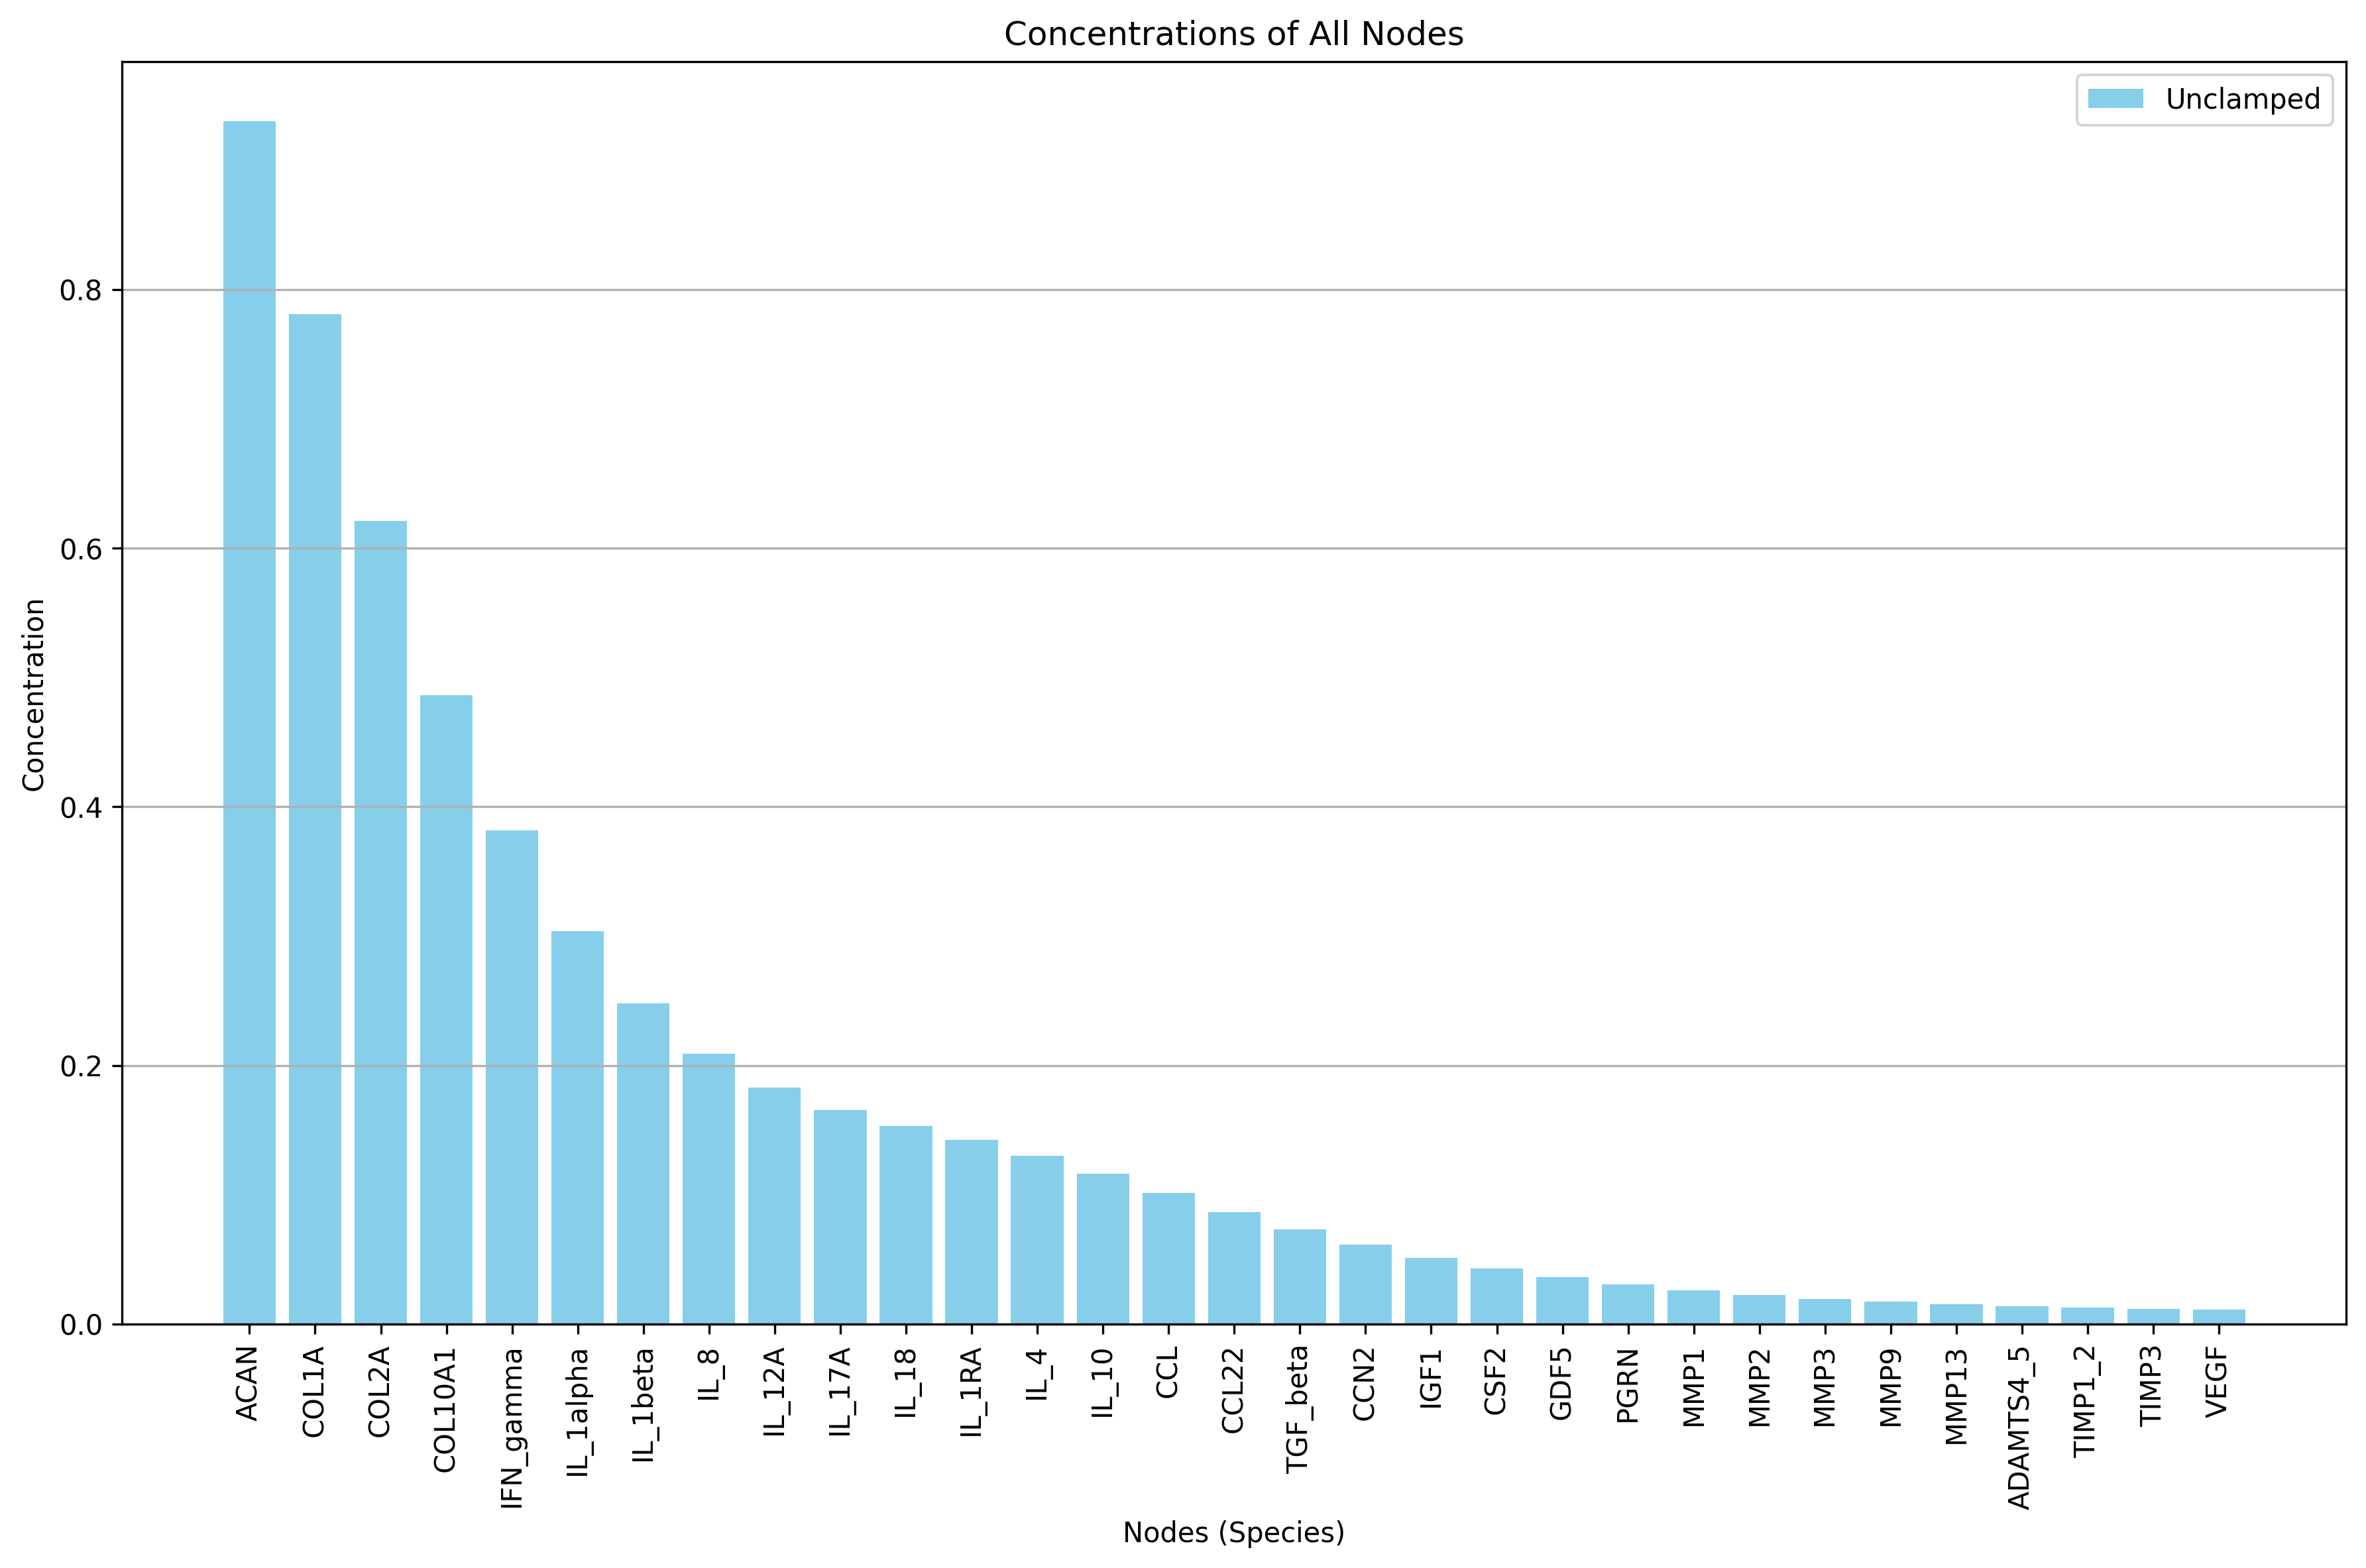 Concentrations of All Nodes
Unclamped
Concentration
0.8
0.6
0.4
0.2
0.0
ACAN
COL1A
COL2A
COL10A1
IFN_gamma
IL_1alpha
IL_1beta
IL_8
IL_12A
IL_17A
IL_18
IL_1RA
IL_4
IL_10
CCL
CCL22
TGF_beta
CCN2
IGF1
CSF2
GDF5
PGRN
MMP1
MMP2
MMP3
MMP9
MMP13
ADAMTS4_5
TIMP1_2
TIMP3
VEGF
Nodes (Species)